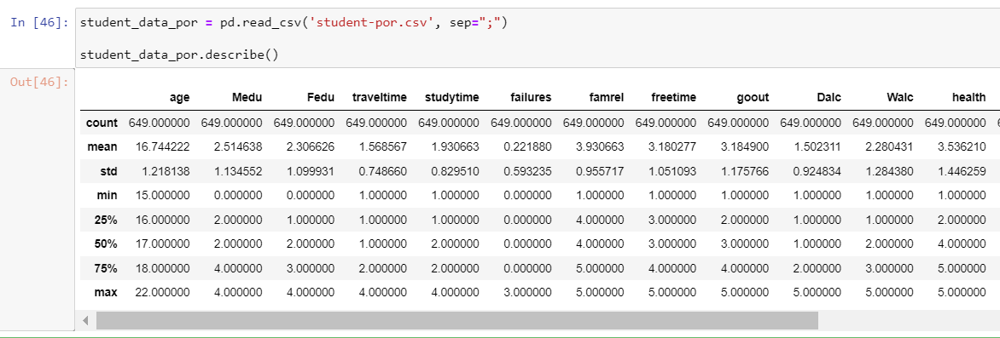 In [46]: student_data_por = pd.read_csv('student-por.csv', sep=";")
student_data_por.describe()
Out[46]:
age Medu Fedu traveltime studytime failures famrel freetime goout Dalc Walc health
count 649.000000 649.000000 649.000000 649.000000 649.000000 649.000000 649.000000 649.000000 649.000000 649.000000 649.000000 649.000000
mean 16.744222 2.514638 2.306626 1.568567 1.930663 0.221880 3.930663 3.180277 3.184900 1.502311 2.280431 3.536210
std 1.218138 1.134552 1.099931 0.748660 0.829510 0.593235 0.955717 1.051093 1.175766 0.924834 1.284380 1.446259
min 15.000000 0.000000 0.000000 1.000000 1.000000 0.000000 1.000000 1.000000 1.000000 1.000000 1.000000 1.000000
25% 16.000000 2.000000 1.000000 1.000000 1.000000 0.000000 4.000000 3.000000 2.000000 1.000000 1.000000 2.000000
50% 17.000000 2.000000 2.000000 1.000000 2.000000 0.000000 4.000000 3.000000 3.000000 1.000000 2.000000 4.000000
75% 18.000000 4.000000 3.000000 2.000000 2.000000 0.000000 5.000000 4.000000 4.000000 2.000000 3.000000 5.000000
max 22.000000 4.000000 4.000000 4.000000 4.000000 3.000000 5.000000 5.000000 5.000000 5.000000 5.000000 5.000000